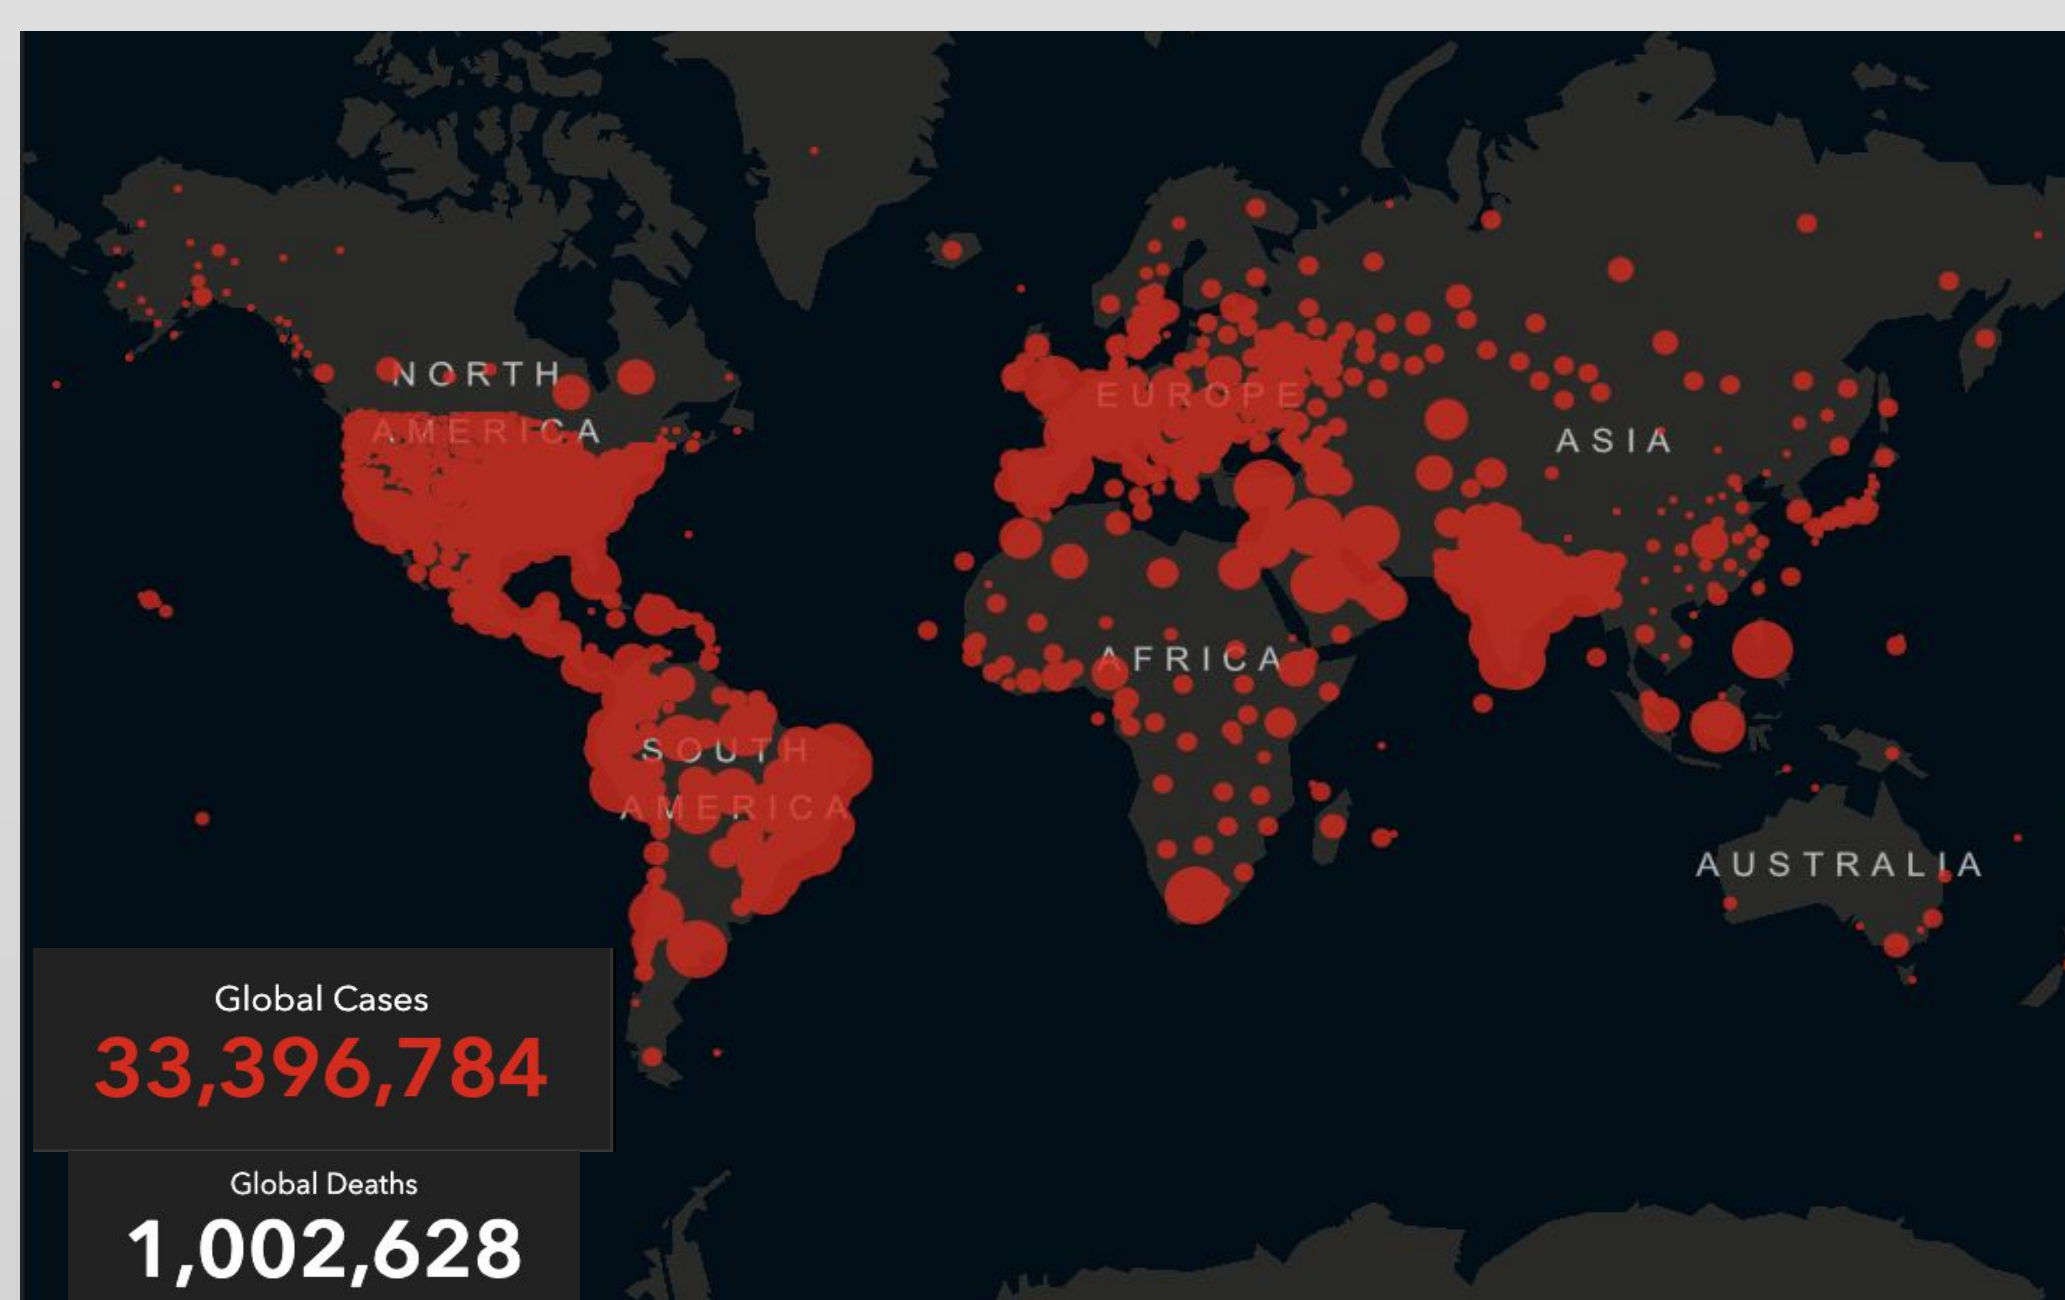 NORTH
AMERICA
EUROPE
ASIA
AFRICA
SOUTH
AMERICA
AUSTRALIA
Global Cases
33,396,784
Global Deaths
1,002,628